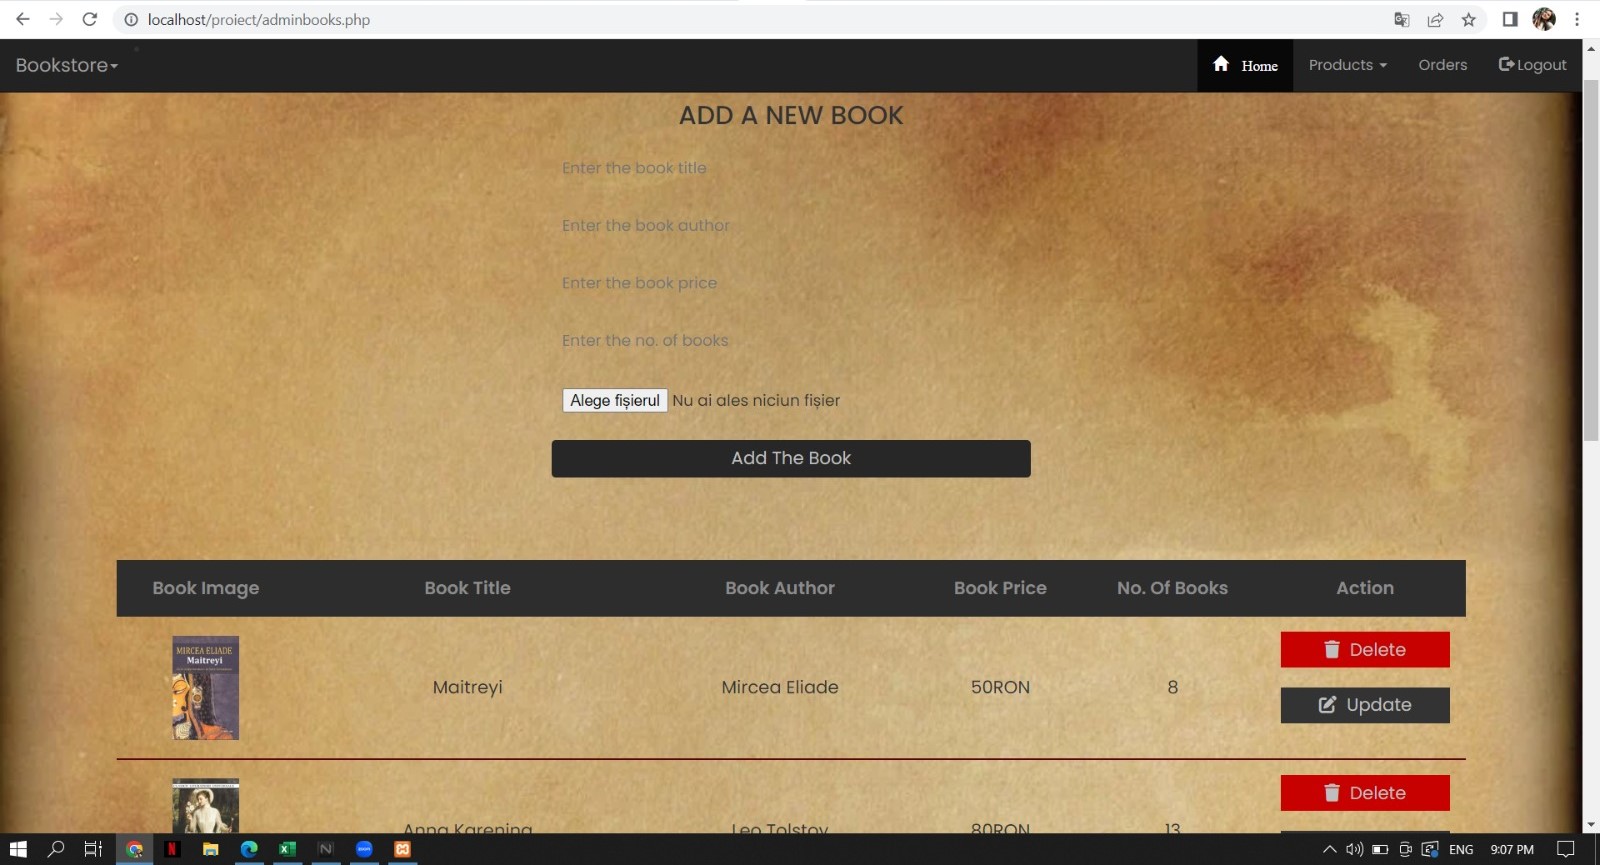 localhost/proiect/adminbooks.php
Bookstore Home Products Orders Logout
ADD A NEW BOOK
Enter the book title
Enter the book author
Enter the book price
Enter the no. of books
Alege fișierul Nu ai ales niciun fișier
Add The Book
Book Image Book Title Book Author Book Price No. Of Books Action
MIRCEA ELIADE
Maitreyi
Maitreyi Mircea Eliade 50RON 8
Delete
Update
Anna Karenina Leo Tolstoy 80RON 13
Delete
ENG 9:07 PM